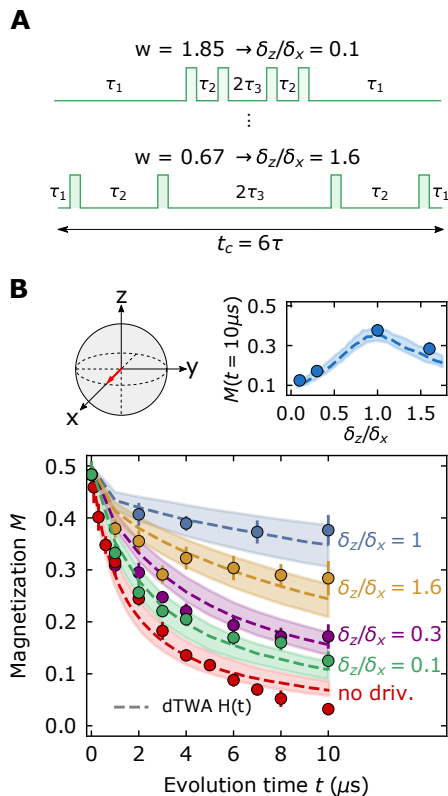 A
w = 1.85 → δz/δx = 0.1
τ1 τ2 2τ3 τ2 τ1
⋮
w = 0.67 → δz/δx = 1.6
τ1 τ2 2τ3 τ2 τ1
tc = 6τ
B
z
y
x
M(t = 10μs)
0.5
0.3
0.1
0.0 0.5 1.0 1.5
δz/δx
Magnetization M
0.5
0.4
0.3
0.2
0.1
0.0
δz/δx = 1
δz/δx = 1.6
δz/δx = 0.3
δz/δx = 0.1
no driv.
dTWA H(t)
0 2 4 6 8 10
Evolution time t (μs)